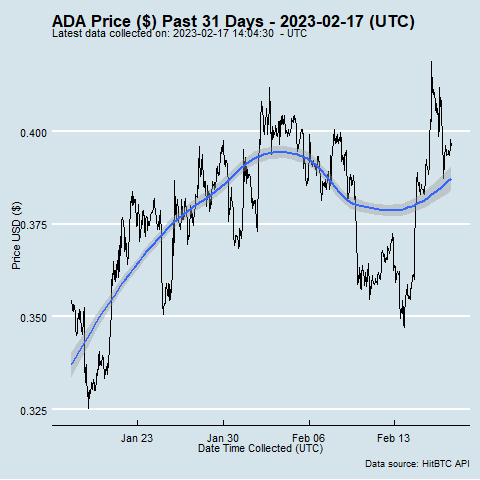 ADA Price ($) Past 31 Days - 2023-02-17 (UTC)
Latest data collected on: 2023-02-17 14:04:30 - UTC
0.400
0.375
0.350
0.325
Price USD ($)
Jan 23
Jan 30
Feb 06
Feb 13
Date Time Collected (UTC)
Data source: HitBTC API